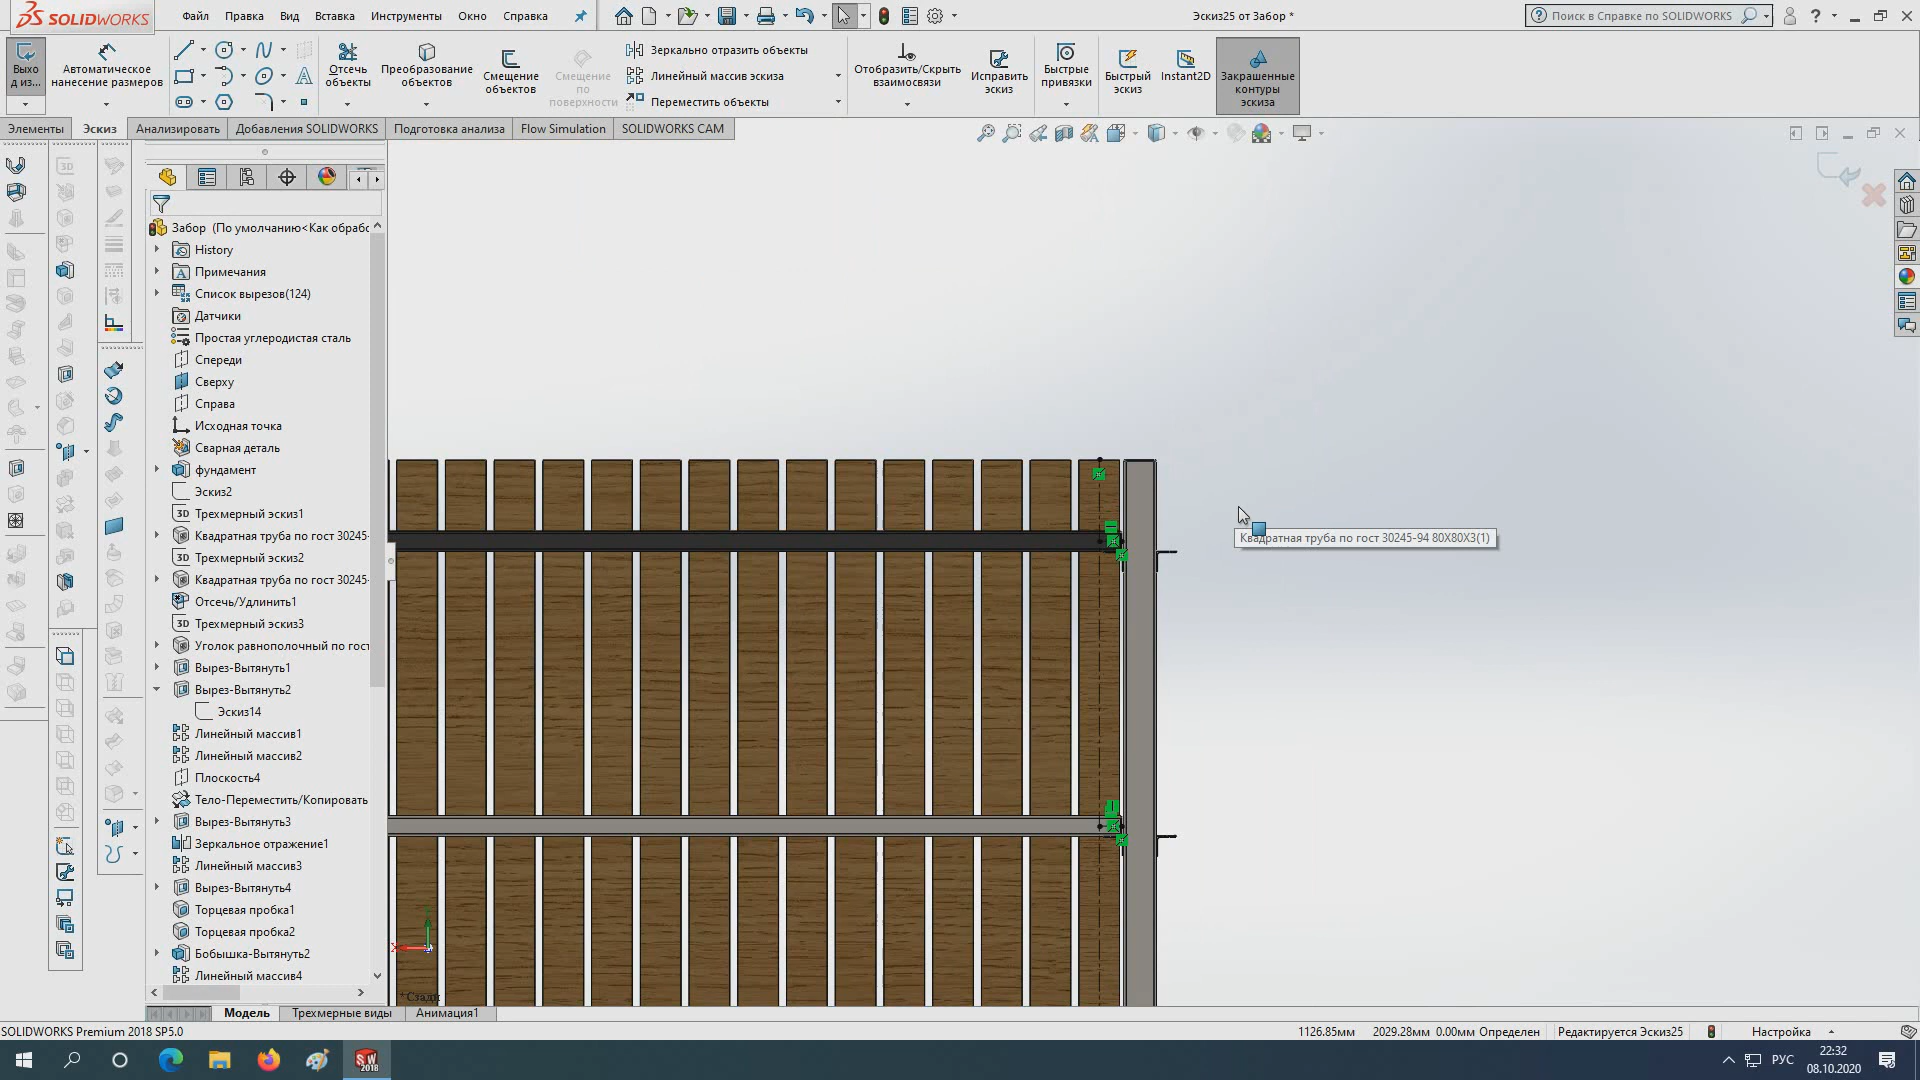 SOLIDWORKS
Файл Правка Вид Вставка Инструменты Окно Справка
Эскиз25 от Забор *
Поиск в Справке по SOLIDWORKS
Выхо
д из...
Автоматическое
нанесение размеров
Отсечь
объекты
Преобразование
объектов
Смещение
объектов
Смещение
по
поверхности
Зеркально отразить объекты
Линейный массив эскиза
Переместить объекты
Отобразить/Скрыть
взаимосвязи
Исправить
эскиз
Быстрые
привязки
Быстрый
эскиз
Instant2D
Закрашенные
контуры
эскиза
Элементы Эскиз Анализировать Добавления SOLIDWORKS Подготовка анализа Flow Simulation SOLIDWORKS CAM
Забор (По умолчанию<Как обрабо
History
Примечания
Список вырезов(124)
Датчики
Простая углеродистая сталь
Спереди
Сверху
Справа
Исходная точка
Сварная деталь
фундамент
Эскиз2
3D Трехмерный эскиз1
Квадратная труба по гост 30245-
3D Трехмерный эскиз2
Квадратная труба по гост 30245-
Отсечь/Удлинить1
3D Трехмерный эскиз3
Уголок равнополочный по гост
Вырез-Вытянуть1
Вырез-Вытянуть2
Эскиз14
Линейный массив1
Линейный массив2
Плоскость4
Тело-Переместить/Копировать
Вырез-Вытянуть3
Зеркальное отражение1
Линейный массив3
Вырез-Вытянуть4
Торцевая пробка1
Торцевая пробка2
Бобышка-Вытянуть2
Линейный массив4
Квадратная труба по гост 30245-94 80X80X3(1)
*Сзади
Модель Трехмерные виды Анимация1
SOLIDWORKS Premium 2018 SP5.0
1126.85мм 2029.28мм 0.00мм Определен Редактируется Эскиз25 Настройка
РУС
22:32
08.10.2020
SW
2018